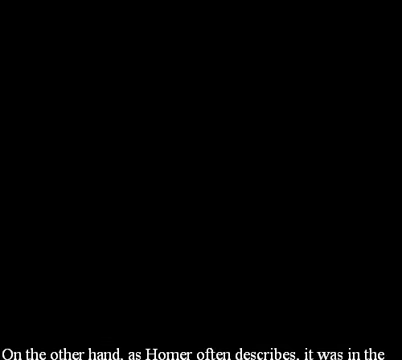 On the other hand, as Homer often describes, it was in the